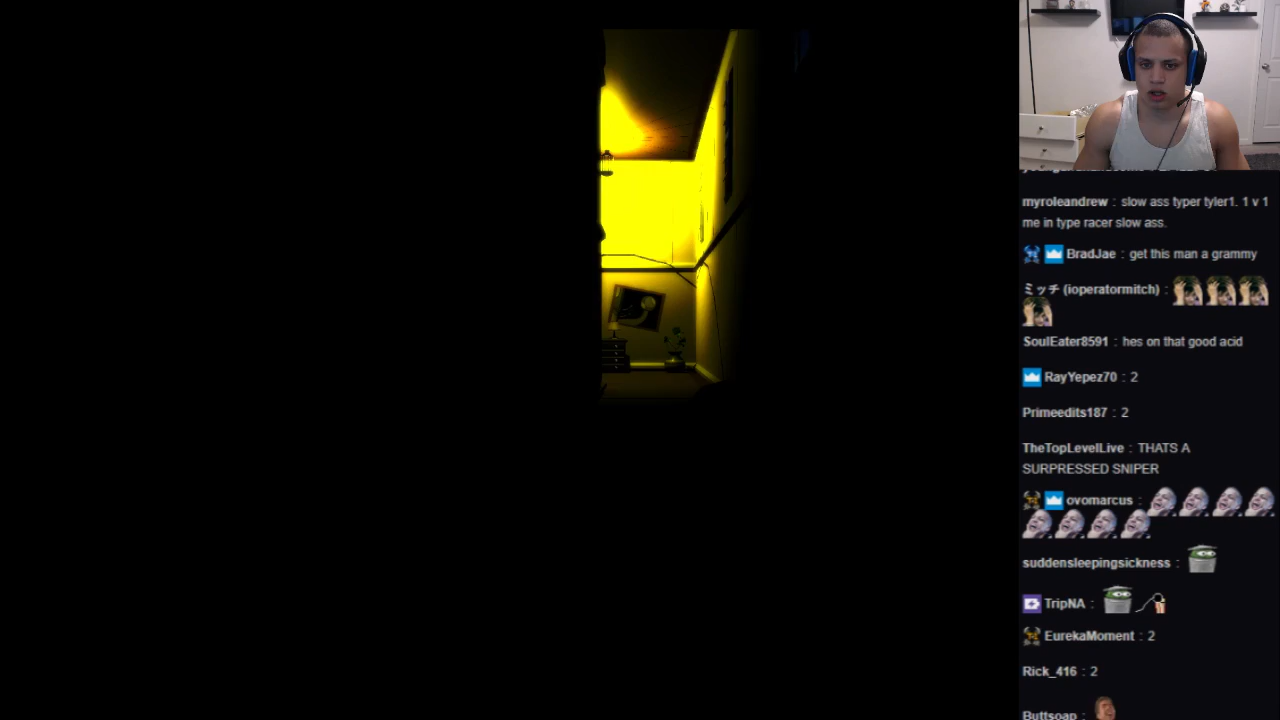 myroleandrew : slow ass typer tyler1. 1 v 1
me in type racer slow ass.
BradJae : get this man a grammy
ミッチ (ioperatormitch) :
SoulEater8591 : hes on that good acid
RayYepez70 : 2
Primeedits187 : 2
TheTopLevelLive : THATS A
SURPRESSED SNIPER
ovomarcus :
suddensleepingsickness :
TripNA :
EurekaMoment : 2
Rick_416 : 2
Buttsoap :